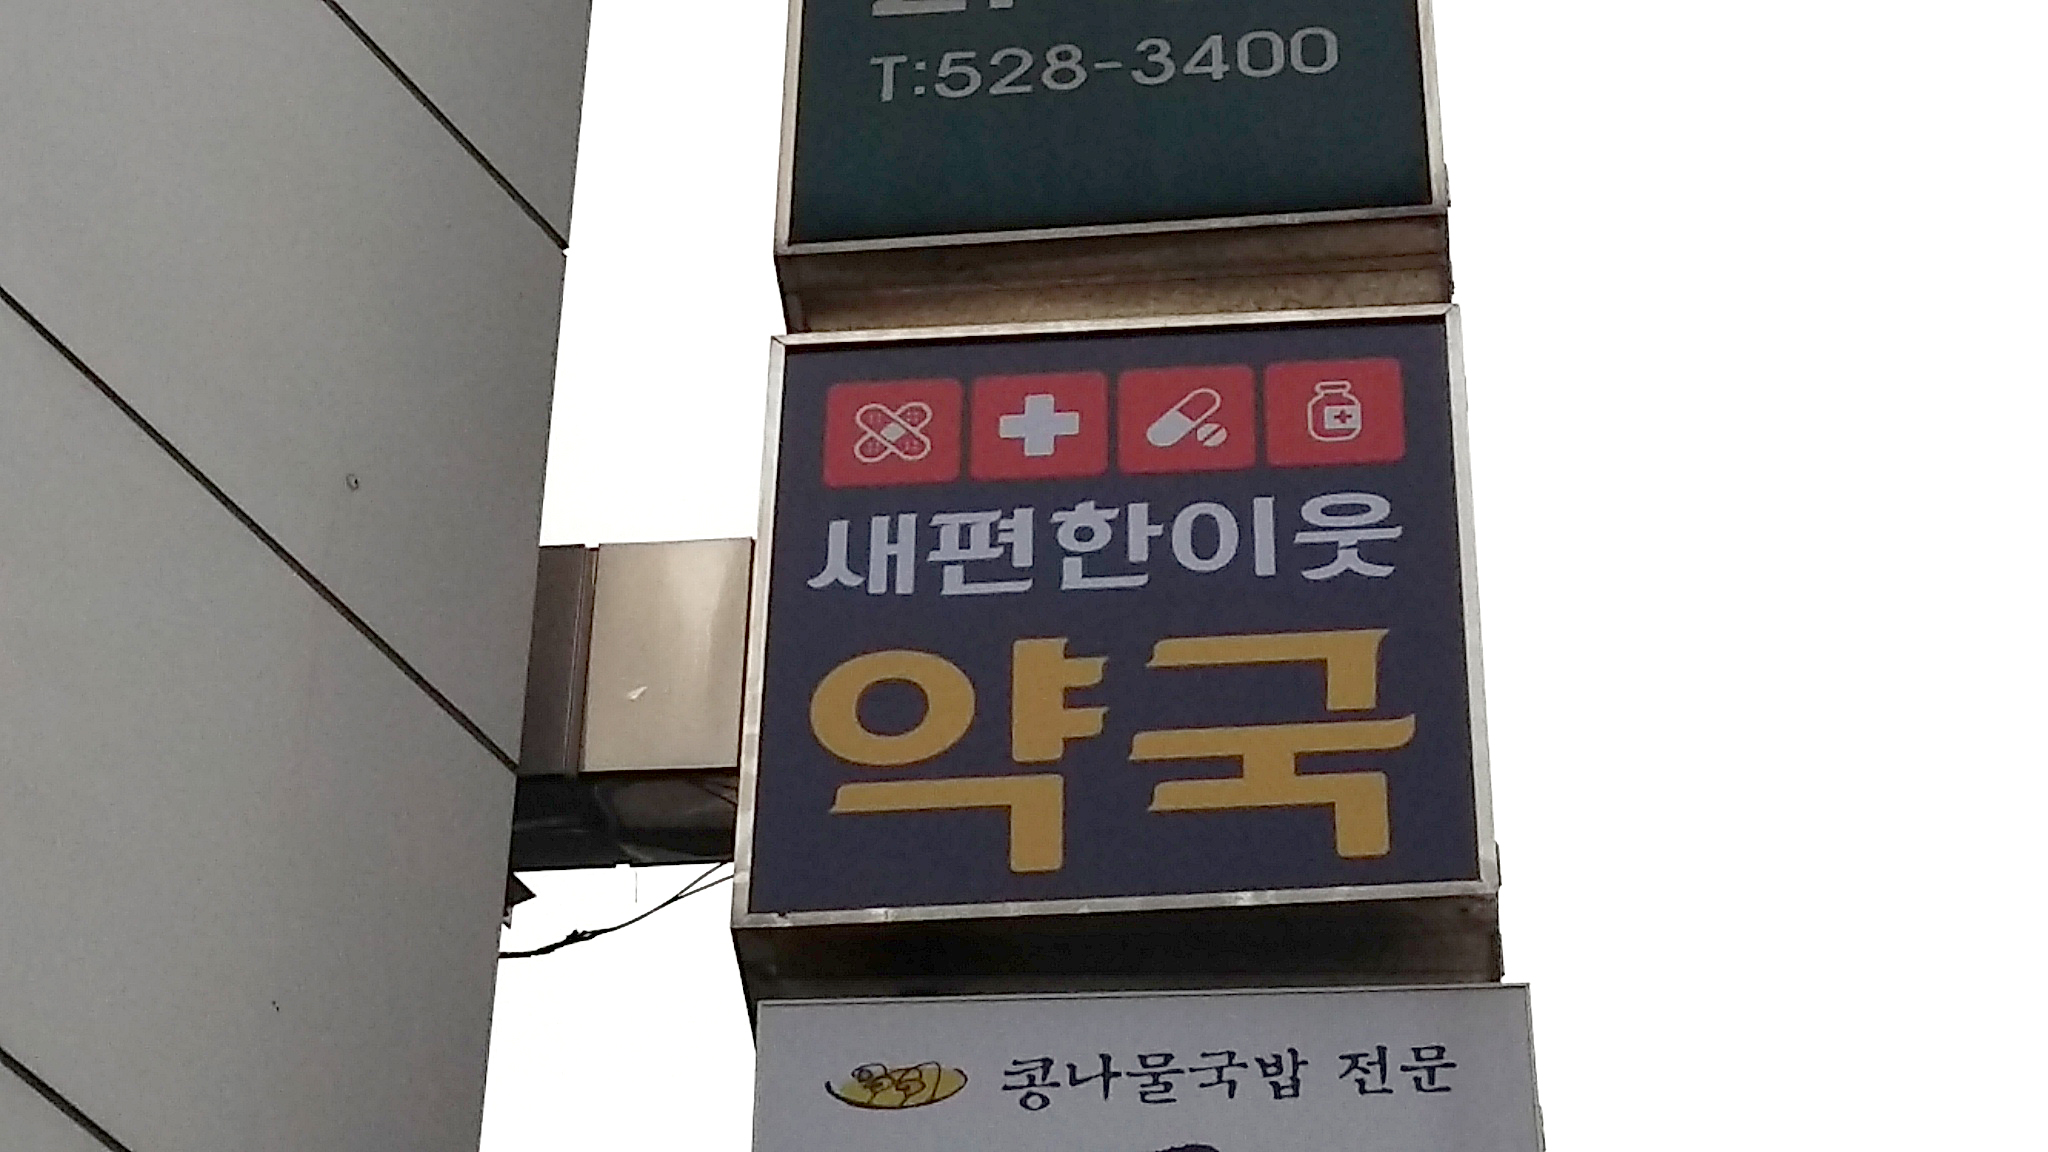 T:528-3400
새편한이웃
약국
콩나물국밥 전문